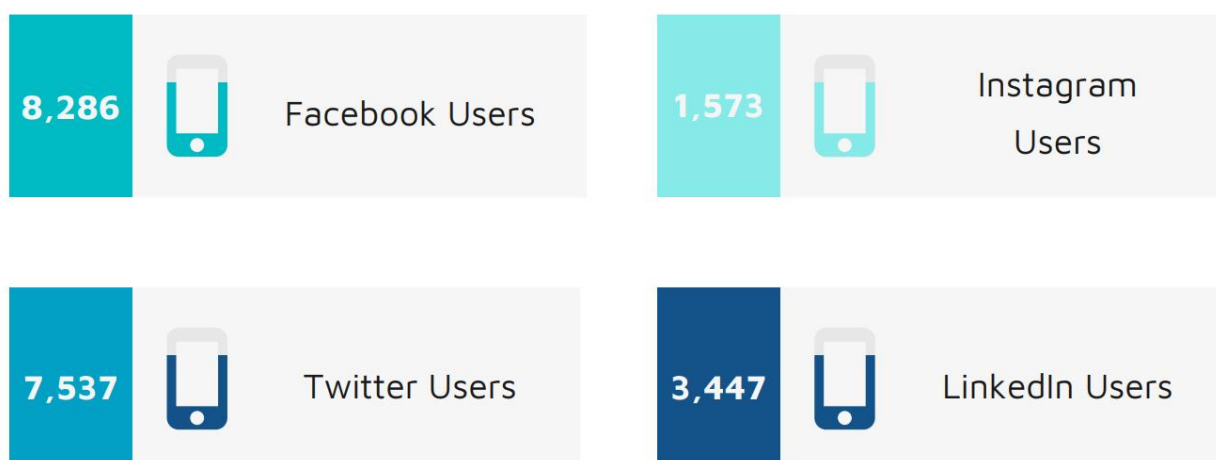 8,286
Facebook Users
1,573
Instagram
Users
7,537
Twitter Users
3,447
LinkedIn Users